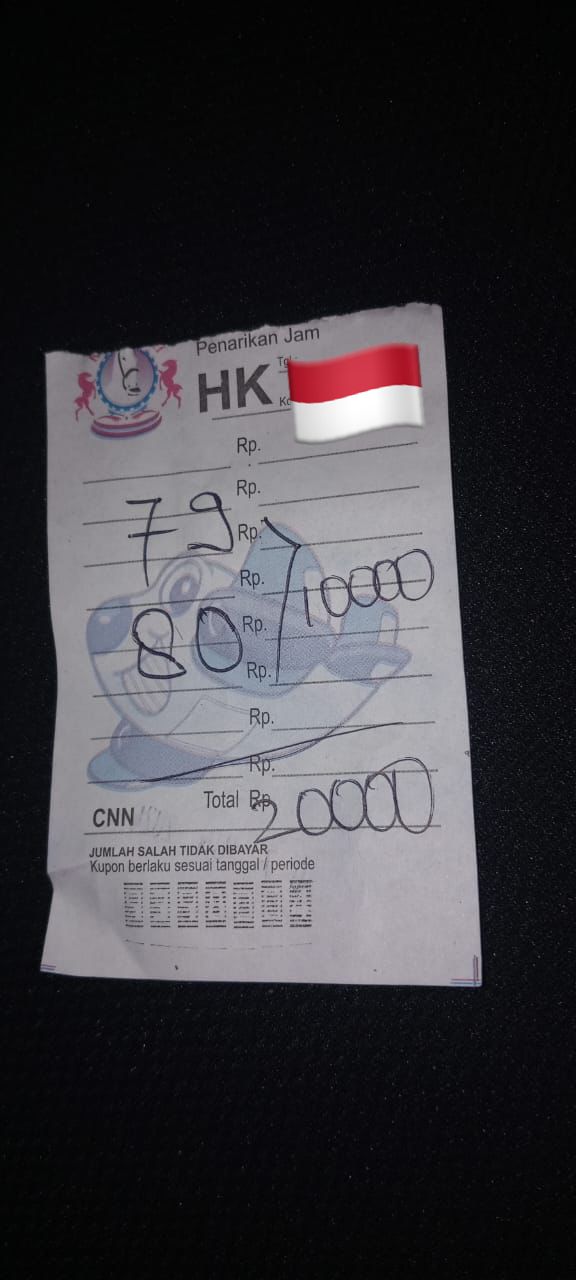 Penarikan Jam
HK
Rp.
Rp.
79 Rp.
Rp. 10000
80 Rp.
Rp.
Rp.
Rp.
CNN Total Rp 20000
JUMLAH SALAH TIDAK DIBAYAR
Kupon berlaku sesuai tanggal / periode